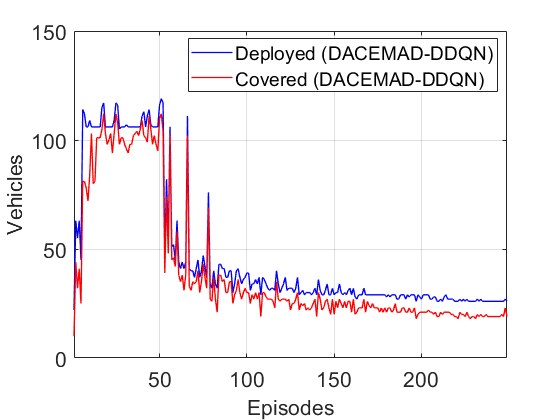 150
Deployed (DACEMAD-DDQN)
Covered (DACEMAD-DDQN)
100
Vehicles
50
0
50 100 150 200
Episodes